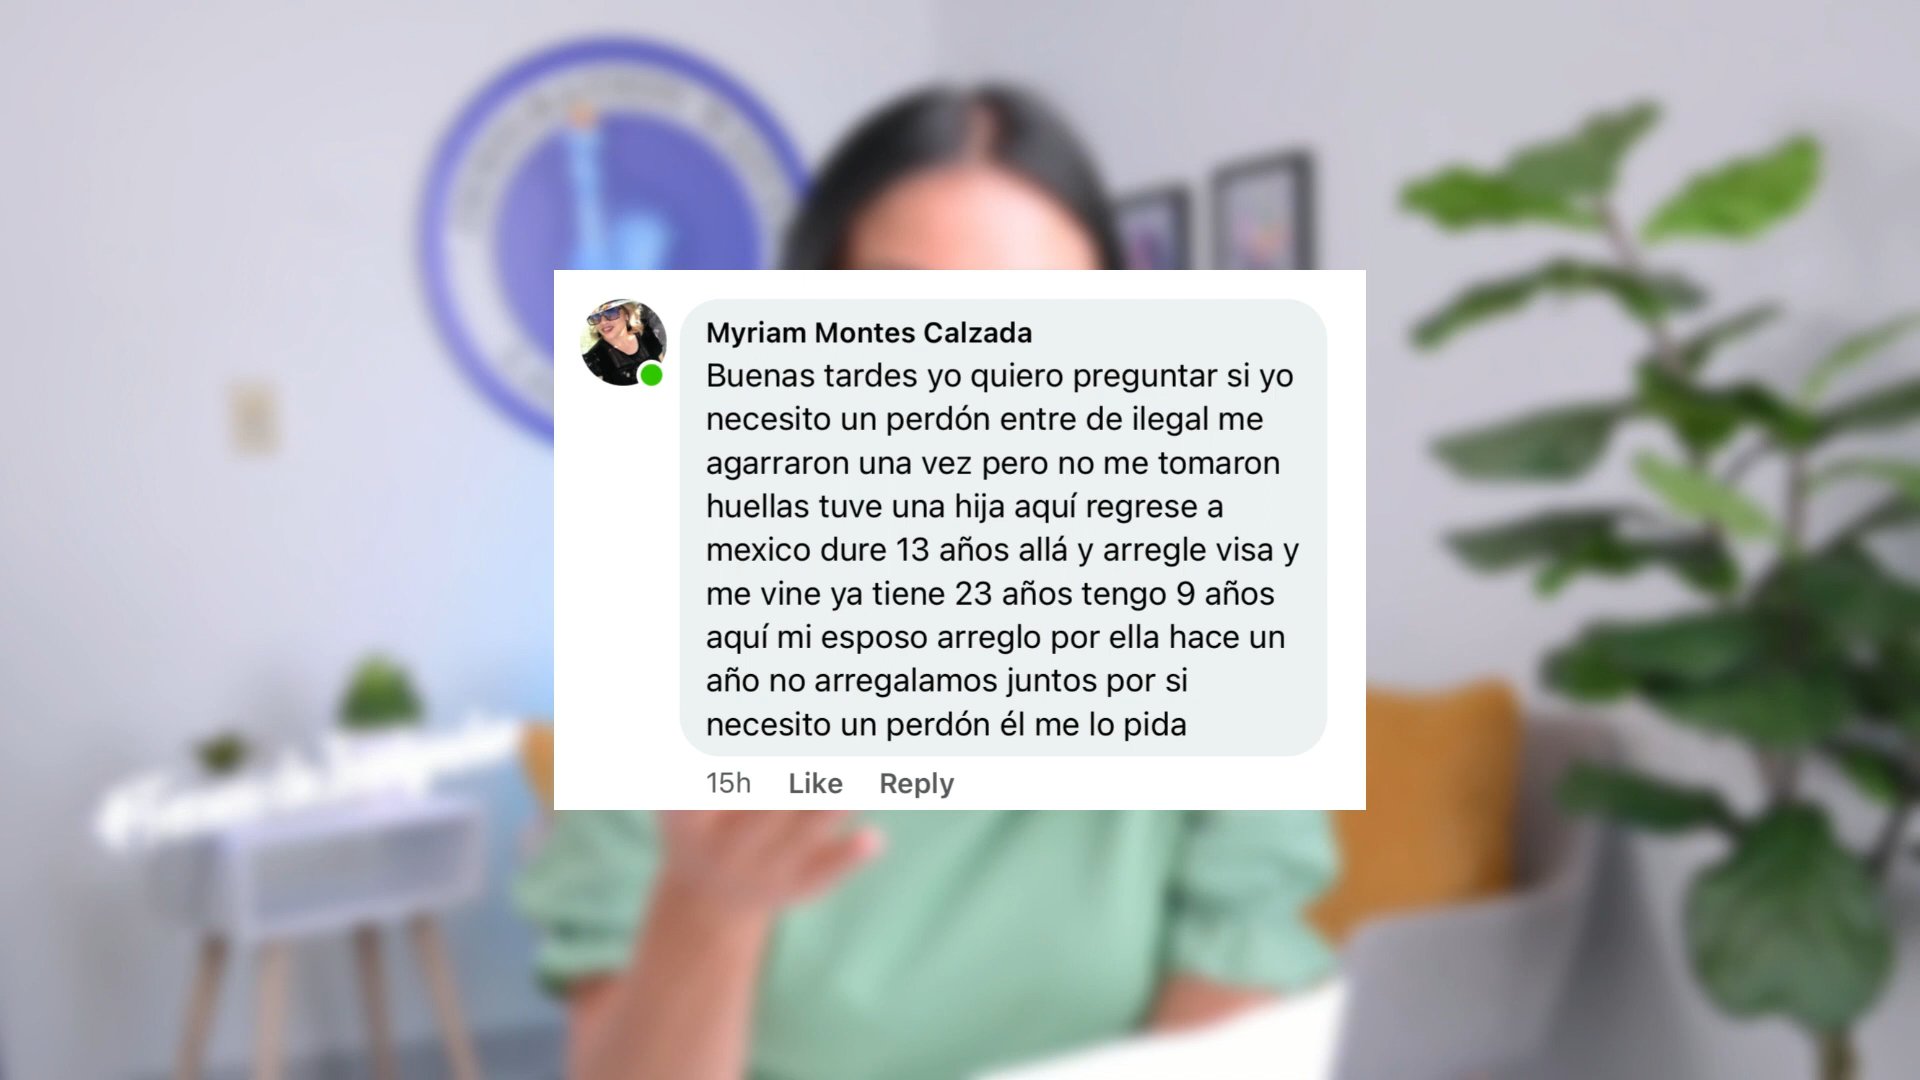 Myriam Montes Calzada
Buenas tardes yo quiero preguntar si yo
necesito un perdón entre de ilegal me
agarraron una vez pero no me tomaron
huellas tuve una hija aquí regrese a
mexico dure 13 años allá y arregle visa y
me vine ya tiene 23 años tengo 9 años
aquí mi esposo arreglo por ella hace un
año no arregalamos juntos por si
necesito un perdón él me lo pida
15h Like Reply